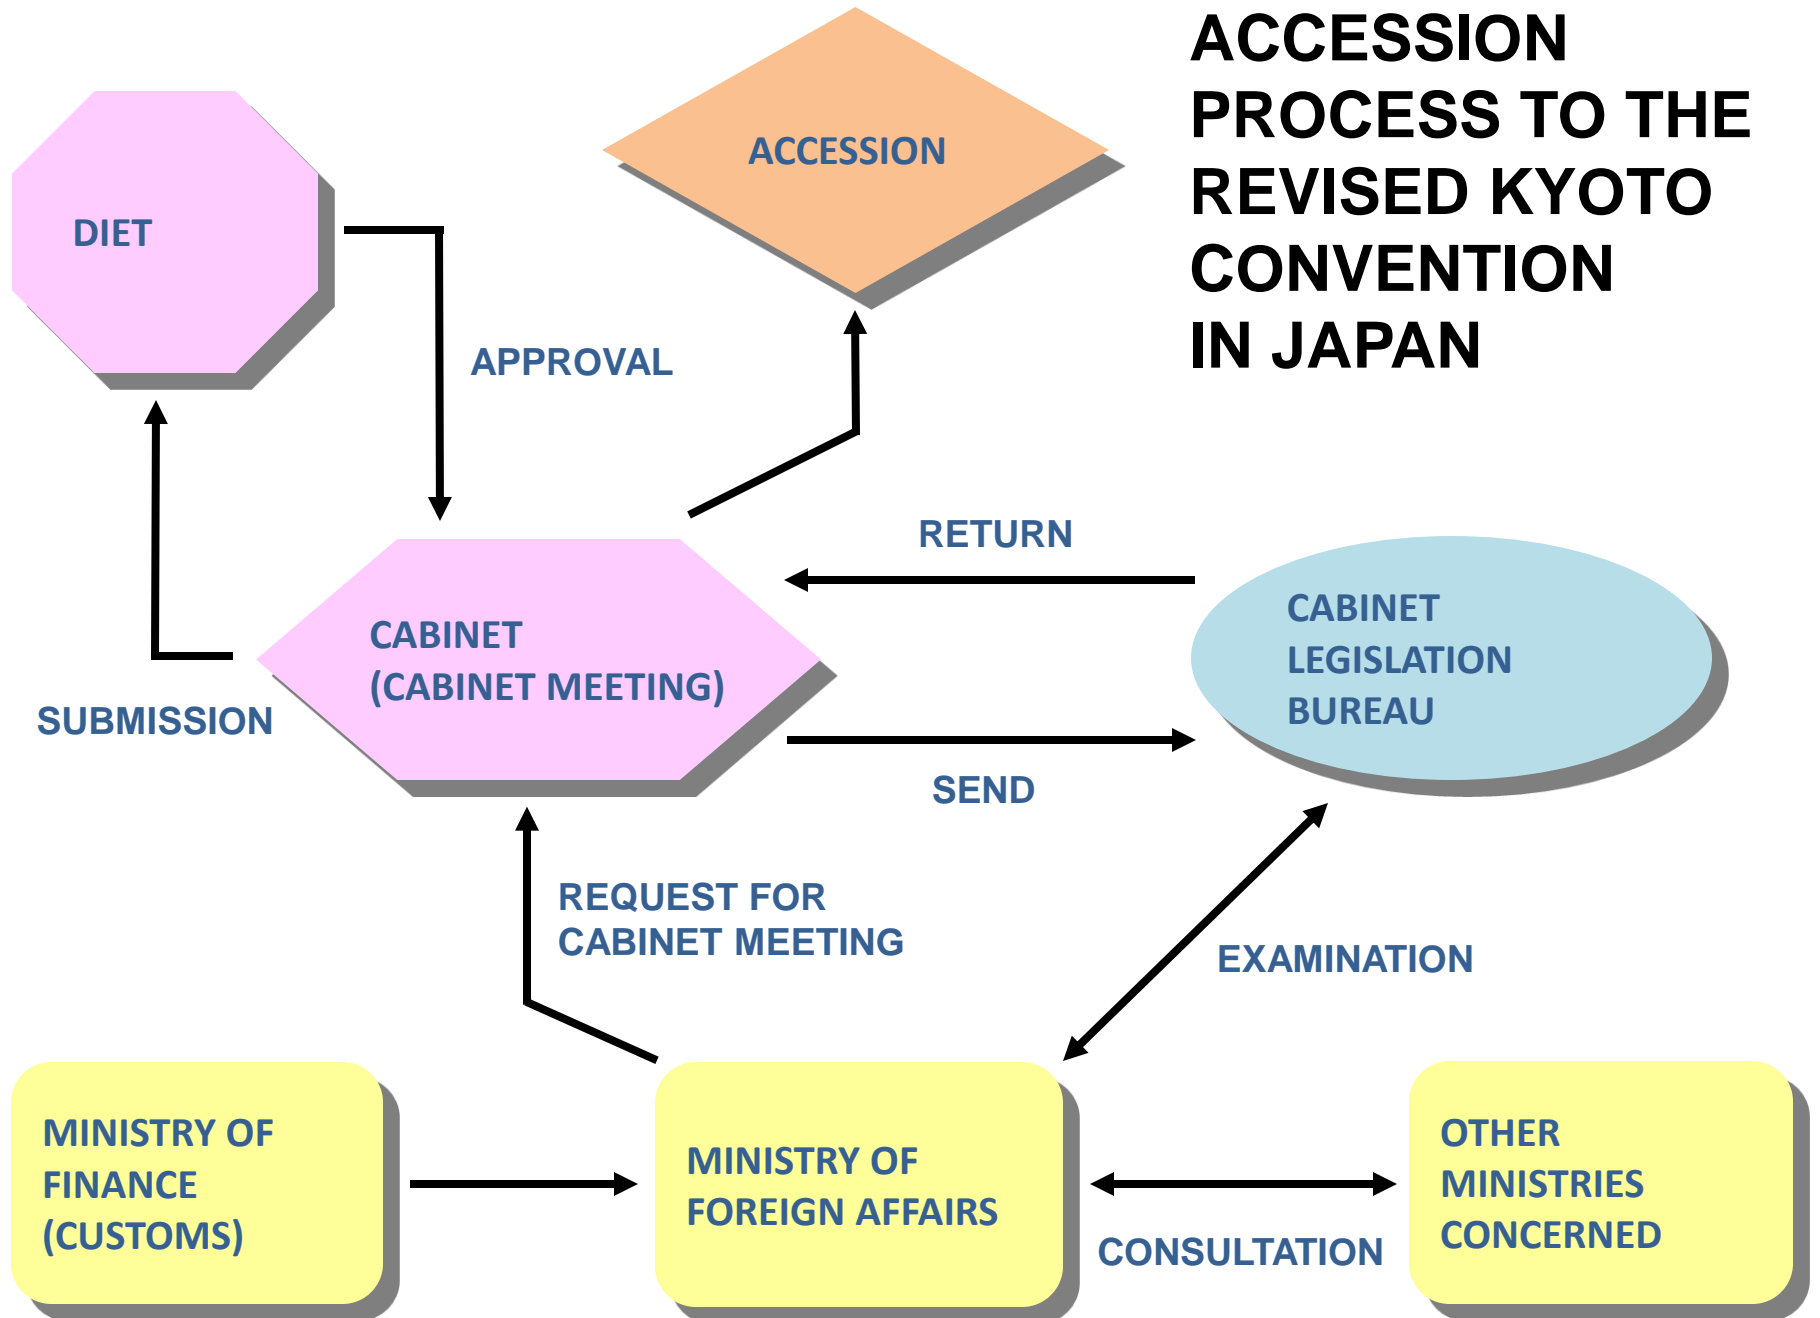 ACCESSION
PROCESS TO THE
REVISED KYOTO
CONVENTION
IN JAPAN
ACCESSION
DIET
APPROVAL
RETURN
CABINET
(CABINET MEETING)
CABINET
LEGISLATION
BUREAU
SUBMISSION
SEND
REQUEST FOR
CABINET MEETING
EXAMINATION
MINISTRY OF
FINANCE
(CUSTOMS)
MINISTRY OF
FOREIGN AFFAIRS
CONSULTATION
OTHER
MINISTRIES
CONCERNED